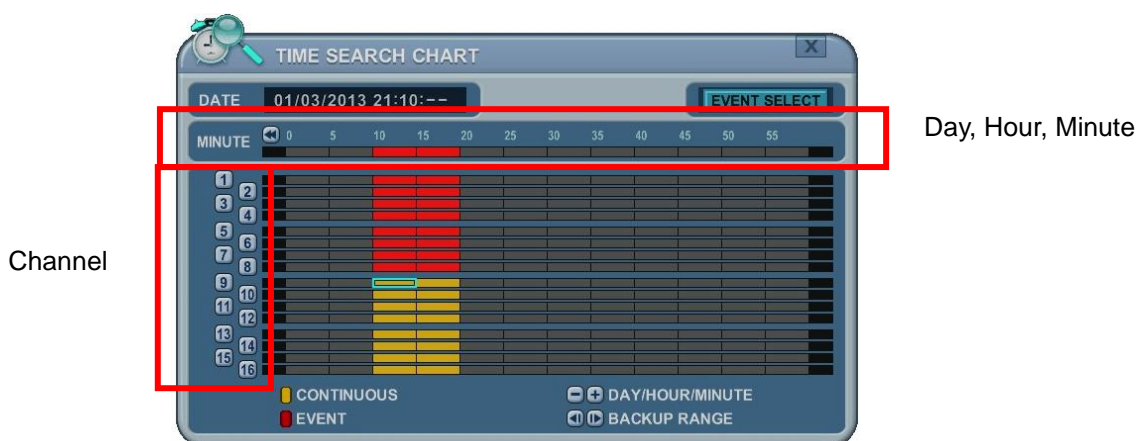 TIME SEARCH CHART
X
DATE 01/03/2013 21:10:--
EVENT SELECT
MINUTE 0 5 10 15 20 25 30 35 40 45 50 55
Day, Hour, Minute
Channel
1
2
3
4
5
6
7
8
9
10
11
12
13
14
15
16
CONTINUOUS
DAY/HOUR/MINUTE
EVENT
BACKUP RANGE